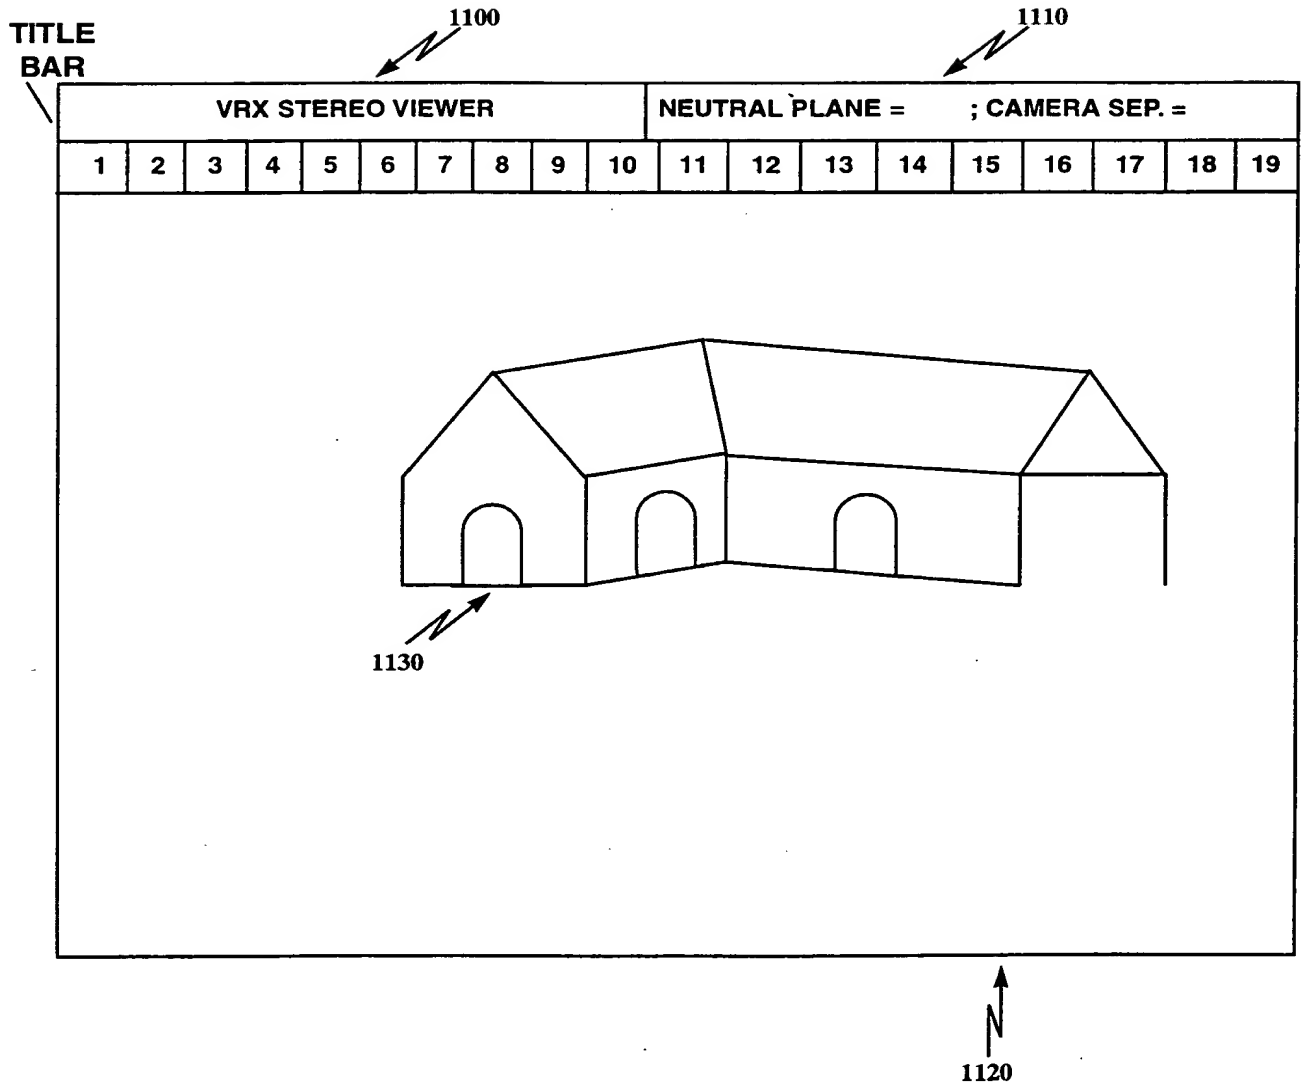 1100
1110
TITLE
BAR
VRX STEREO VIEWER
NEUTRAL PLANE = ; CAMERA SEP. =
1 2 3 4 5 6 7 8 9 10 11 12 13 14 15 16 17 18 19
1130
1120